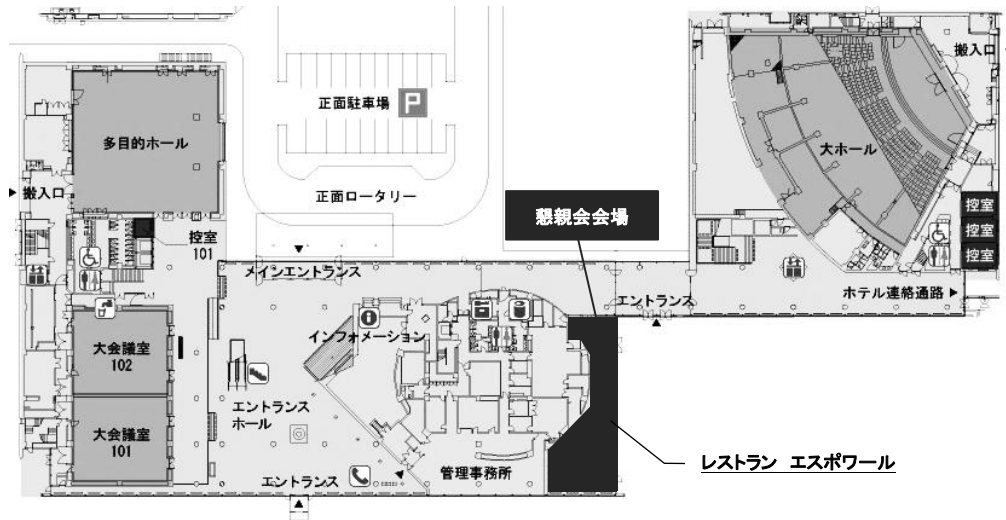 搬入口
正面駐車場
P
多目的ホール
大ホール
搬入口
正面ロータリー
懇親会会場
控室
控室
控室
控室
101
メインエントランス
エントランス
ホテル連絡通路
インフォメーション
大会議室
102
エントランス
ホール
大会議室
101
管理事務所
レストラン エスポワール
エントランス